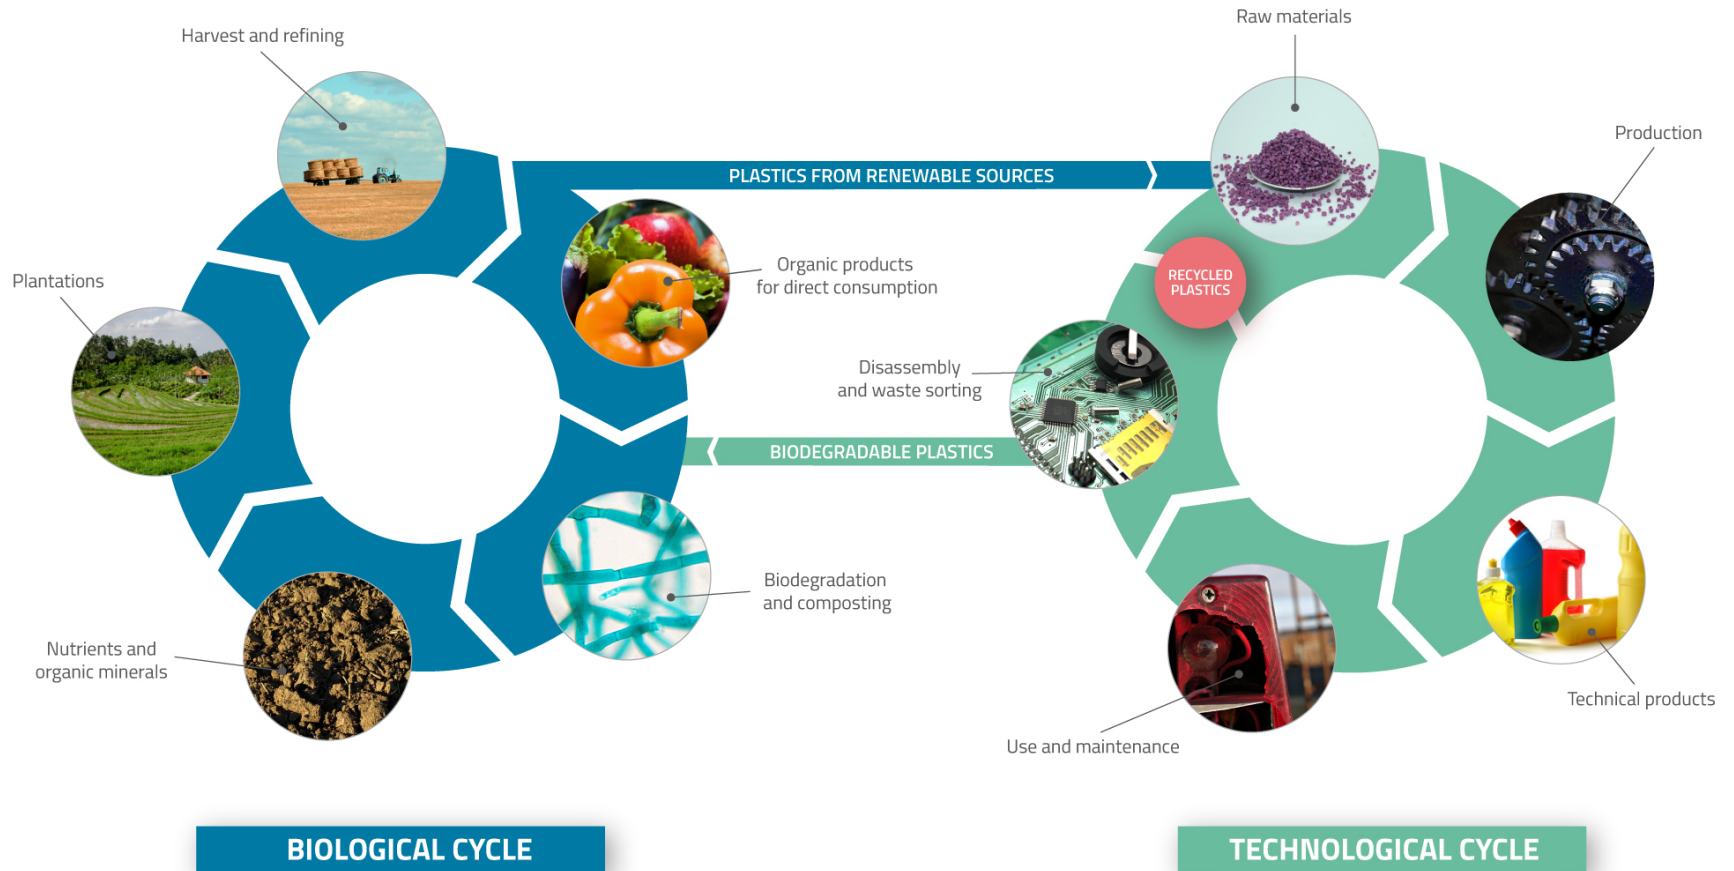 Raw materials
Harvest and refining
Production
PLASTICS FROM RENEWABLE SOURCES
Organic products
for direct consumption
RECYCLED
PLASTICS
Plantations
Disassembly
and waste sorting
BIODEGRADABLE PLASTICS
Biodegradation
and composting
Nutrients and
organic minerals
Technical products
Use and maintenance
BIOLOGICAL CYCLE
TECHNOLOGICAL CYCLE